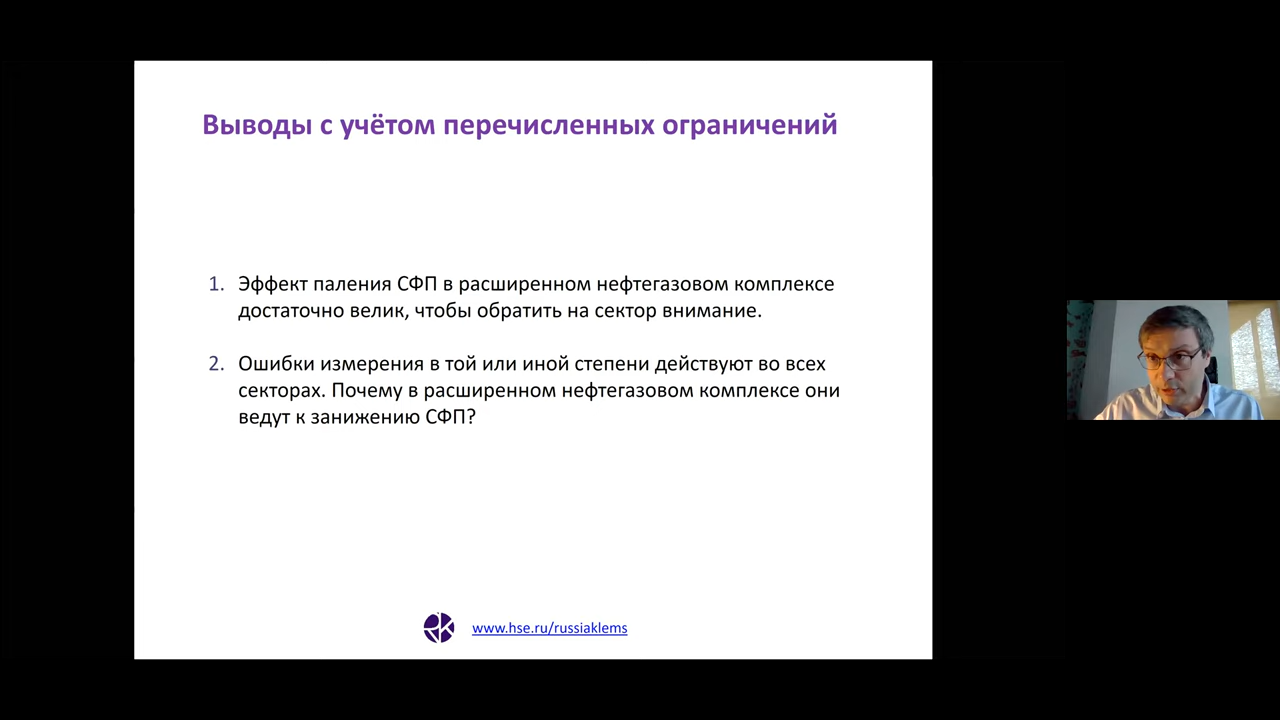 Выводы с учётом перечисленных ограничений
1. Эффект паления СФП в расширенном нефтегазовом комплексе
достаточно велик, чтобы обратить на сектор внимание.
2. Ошибки измерения в той или иной степени действуют во всех
секторах. Почему в расширенном нефтегазовом комплексе они
ведут к занижению СФП?
www.hse.ru/russiaklems